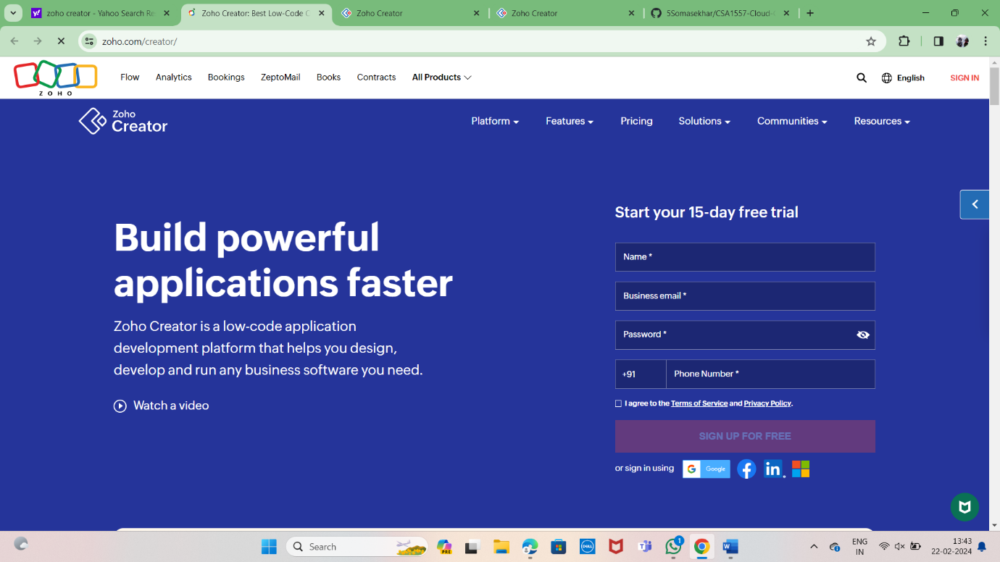 zoho creator - Yahoo Search Re
Zoho Creator: Best Low-Code C
Zoho Creator
Zoho Creator
5Somasekhar/CSA1557-Cloud-
zoho.com/creator/
ZOHO
Flow
Analytics
Bookings
ZeptoMail
Books
Contracts
All Products
English
SIGN IN
Zoho
Creator
Platform
Features
Pricing
Solutions
Communities
Resources
Build powerful
applications faster
Zoho Creator is a low-code application
development platform that helps you design,
develop and run any business software you need.
Watch a video
Start your 15-day free trial
Name *
Business email *
Password *
+91
Phone Number *
I agree to the Terms of Service and Privacy Policy.
SIGN UP FOR FREE
or sign in using
Google
Search
PRE
DELL
1
W
ENG
IN
13:43
22-02-2024